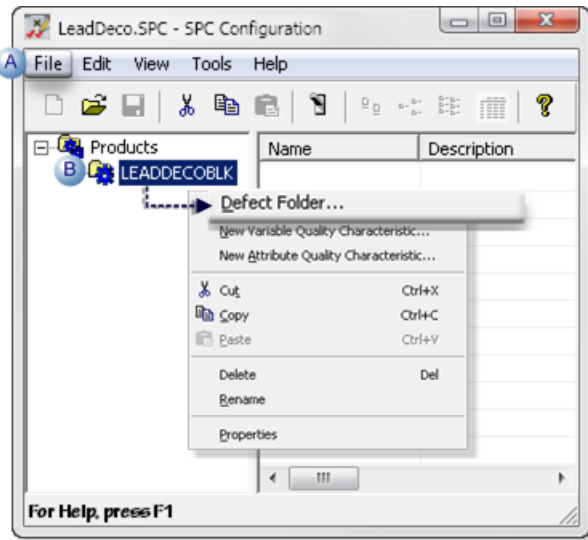 LeadDeco.SPC - SPC Configuration
A File Edit View Tools Help
Products
Name Description
B LEADDECOBLK
Defect Folder...
New Variable Quality Characteristic...
New Attribute Quality Characteristic...
Cut Ctrl+X
Copy Ctrl+C
Paste Ctrl+V
Delete Del
Rename
Properties
For Help, press F1